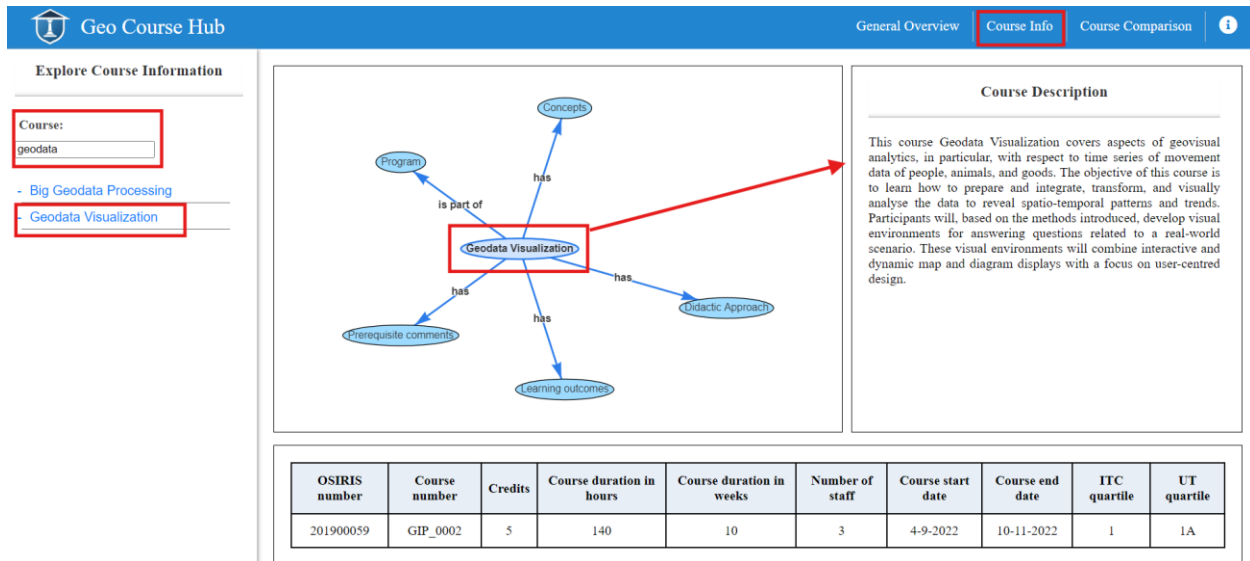 Geo Course Hub
General Overview
Course Info
Course Comparison
i
Explore Course Information
Course:
geodata
- Big Geodata Processing
- Geodata Visualization
Concepts
Program
has
is part of
Geodata Visualization
has
has
Didactic Approach
has
Prerequisite comments
Learning outcomes
Course Description
This course Geodata Visualization covers aspects of geovisual
analytics, in particular, with respect to time series of movement
data of people, animals, and goods. The objective of this course is
to learn how to prepare and integrate, transform, and visually
analyse the data to reveal spatio-temporal patterns and trends.
Participants will, based on the methods introduced, develop visual
environments for answering questions related to a real-world
scenario. These visual environments will combine interactive and
dynamic map and diagram displays with a focus on user-centred
design.
OSIRIS number
Course number
Credits
Course duration in hours
Course duration in weeks
Number of staff
Course start date
Course end date
ITC quartile
UT quartile
201900059
GIP_0002
5
140
10
3
4-9-2022
10-11-2022
1
1A